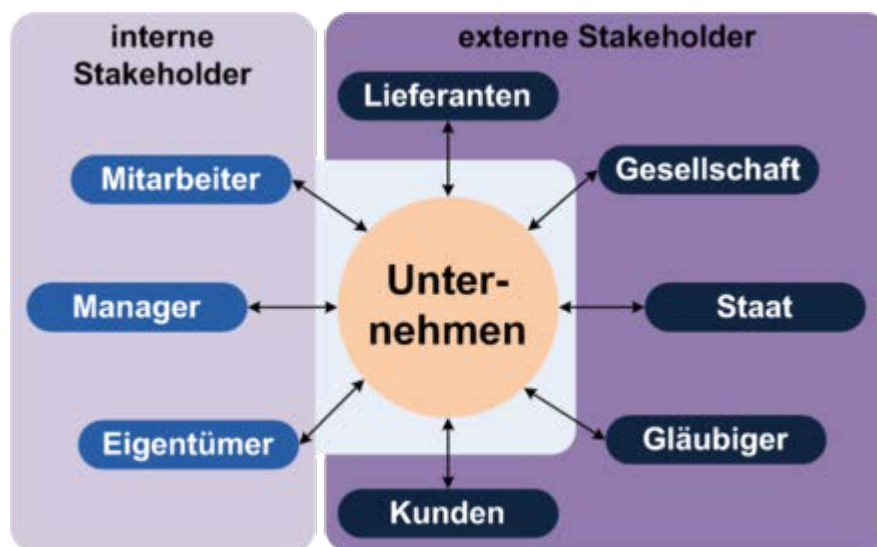 interne
Stakeholder
externe Stakeholder
Lieferanten
Mitarbeiter
Gesellschaft
Manager
Unter-
nehmen
Staat
Eigentümer
Gläubiger
Kunden